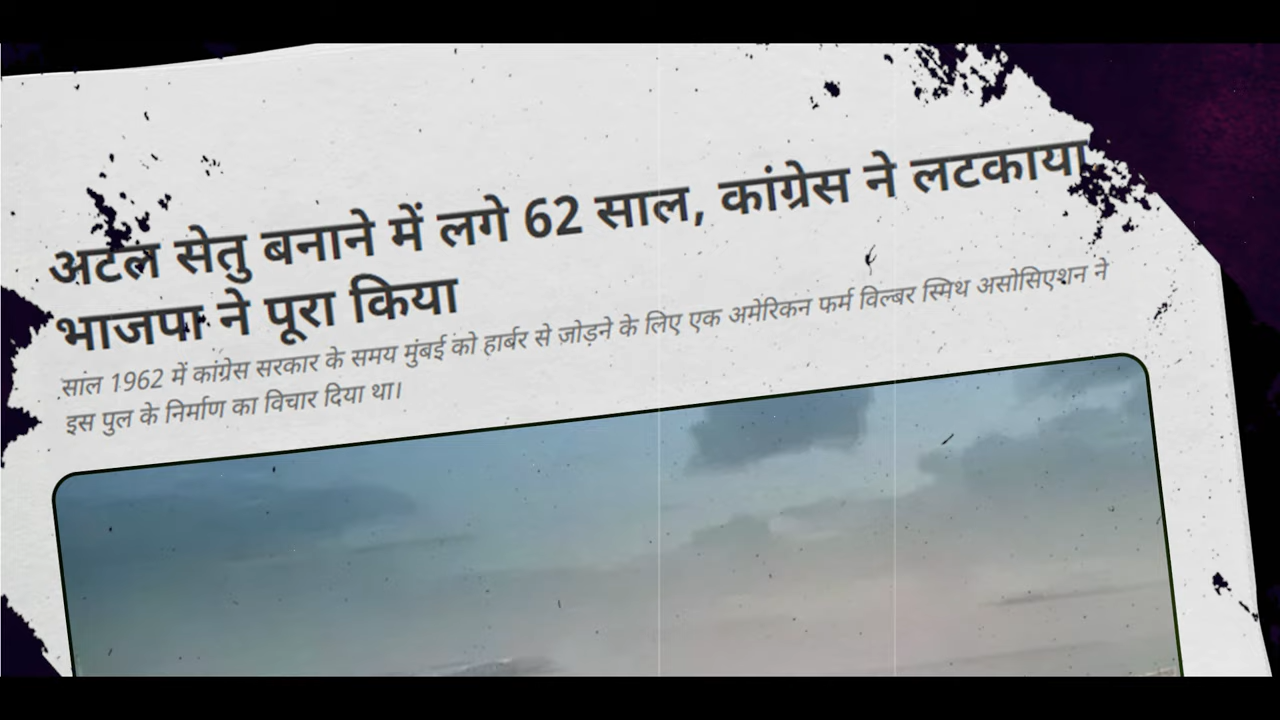 अटल सेतु बनाने में लगे 62 साल, कांग्रेस ने लटकाया,
भाजपा ने पूरा किया
साल 1962 में कांग्रेस सरकार के समय मुंबई को हार्बर से ज़ोड़ने के लिए एक अमेरिकन फर्म विल्बर स्मिथ असोसिएशन ने
इस पुल के निर्माण का विचार दिया था।